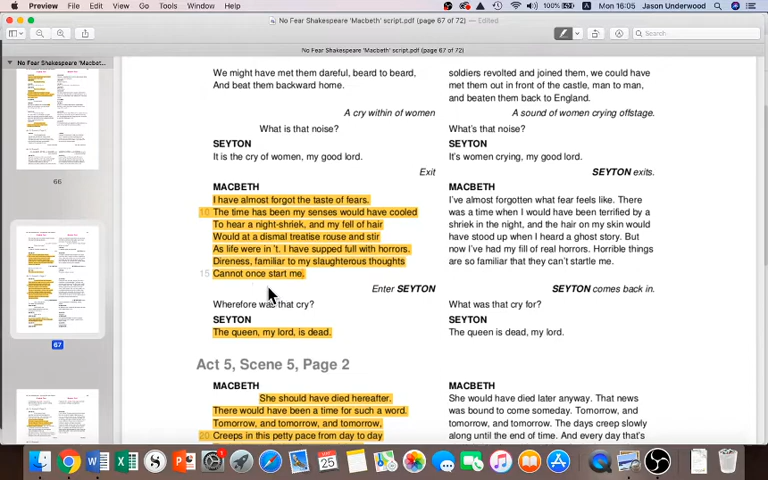 Preview File Edit View Go Tools Window Help 100% Mon 16:05 Jason Underwood
No Fear Shakespeare 'Macbeth' script.pdf (page 67 of 72) — Edited
Search
No Fear Shakespeare 'Macbeth' script.pdf (page 67 of 72)
No Fear Shakespeare 'Macbet...
66
67
We might have met them dareful, beard to beard,
And beat them backward home.
A cry within of women
What is that noise?
SEYTON
It is the cry of women, my good lord.
Exit
MACBETH
I have almost forgot the taste of fears.
10 The time has been my senses would have cooled
To hear a night-shriek, and my fell of hair
Would at a dismal treatise rouse and stir
As life were in 't. I have supped full with horrors.
Direness, familiar to my slaughterous thoughts
15 Cannot once start me.
Enter SEYTON
Wherefore was that cry?
SEYTON
The queen, my lord, is dead.
soldiers revolted and joined them, we could have
met them out in front of the castle, man to man,
and beaten them back to England.
A sound of women crying offstage.
What's that noise?
SEYTON
It's women crying, my good lord.
SEYTON exits.
MACBETH
I've almost forgotten what fear feels like. There
was a time when I would have been terrified by a
shriek in the night, and the hair on my skin would
have stood up when I heard a ghost story. But
now I've had my fill of real horrors. Horrible things
are so familiar that they can't startle me.
SEYTON comes back in.
What was that cry for?
SEYTON
The queen is dead, my lord.
Act 5, Scene 5, Page 2
MACBETH
She should have died hereafter.
There would have been a time for such a word.
Tomorrow, and tomorrow, and tomorrow,
20 Creeps in this petty pace from day to day
MACBETH
She would have died later anyway. That news
was bound to come someday. Tomorrow, and
tomorrow, and tomorrow. The days creep slowly
along until the end of time. And every day that's
25